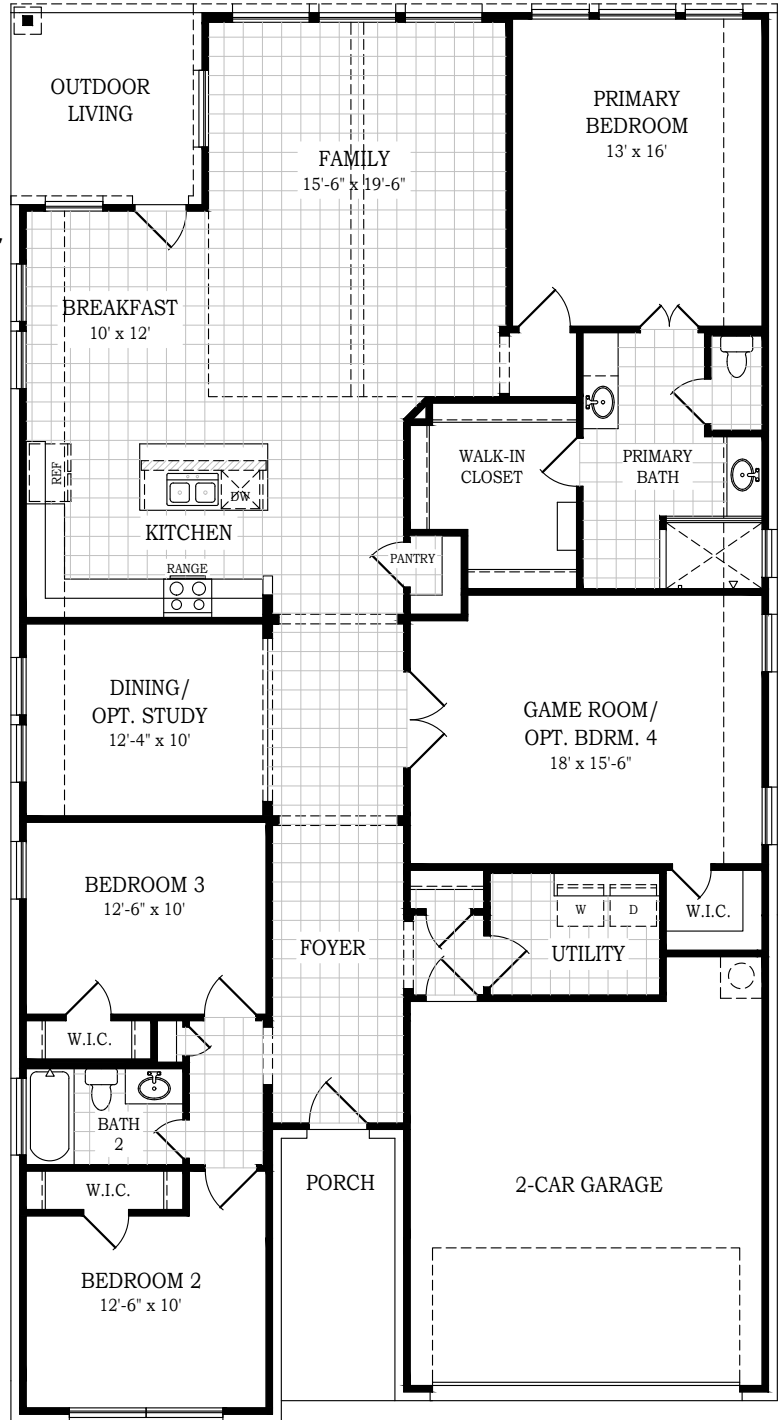 OUTDOOR
LIVING
FAMILY
15'-6" x 19'-6"
PRIMARY
BEDROOM
13' x 16'
BREAKFAST
10' x 12'
REF
DW
KITCHEN
RANGE
WALK-IN
CLOSET
PRIMARY
BATH
PANTRY
DINING/
OPT. STUDY
12'-4" x 10'
GAME ROOM/
OPT. BDRM. 4
18' x 15'-6"
BEDROOM 3
12'-6" x 10'
FOYER
W
D
UTILITY
W.I.C.
W.I.C.
BATH
2
W.I.C.
PORCH
2-CAR GARAGE
BEDROOM 2
12'-6" x 10'